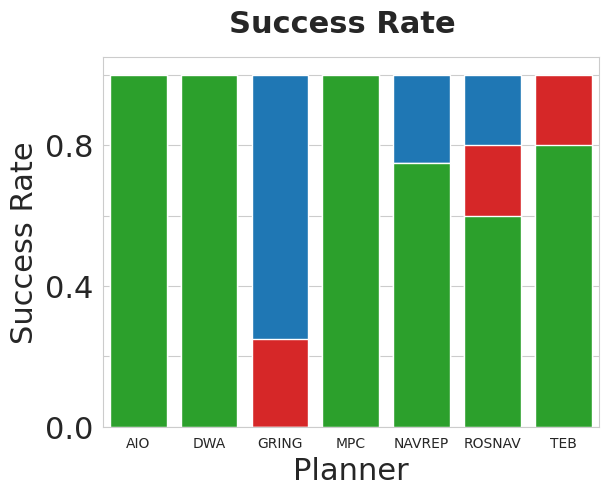 Success Rate
Success Rate
0.8
0.4
0.0
AIO DWA GRING MPC NAVREP ROSNAV TEB
Planner